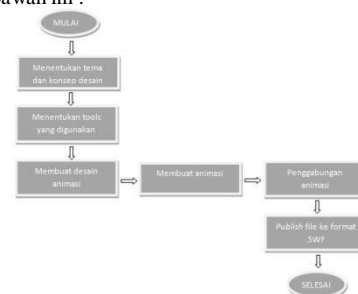 bawah ini :
MULAI
Menentukan tema
dan konsep desain
Menentukan tools
yang digunakan
Membuat desain
animasi
Membuat animasi
Penggabungan
animasi
Publish file ke format
.SWF
SELESAI